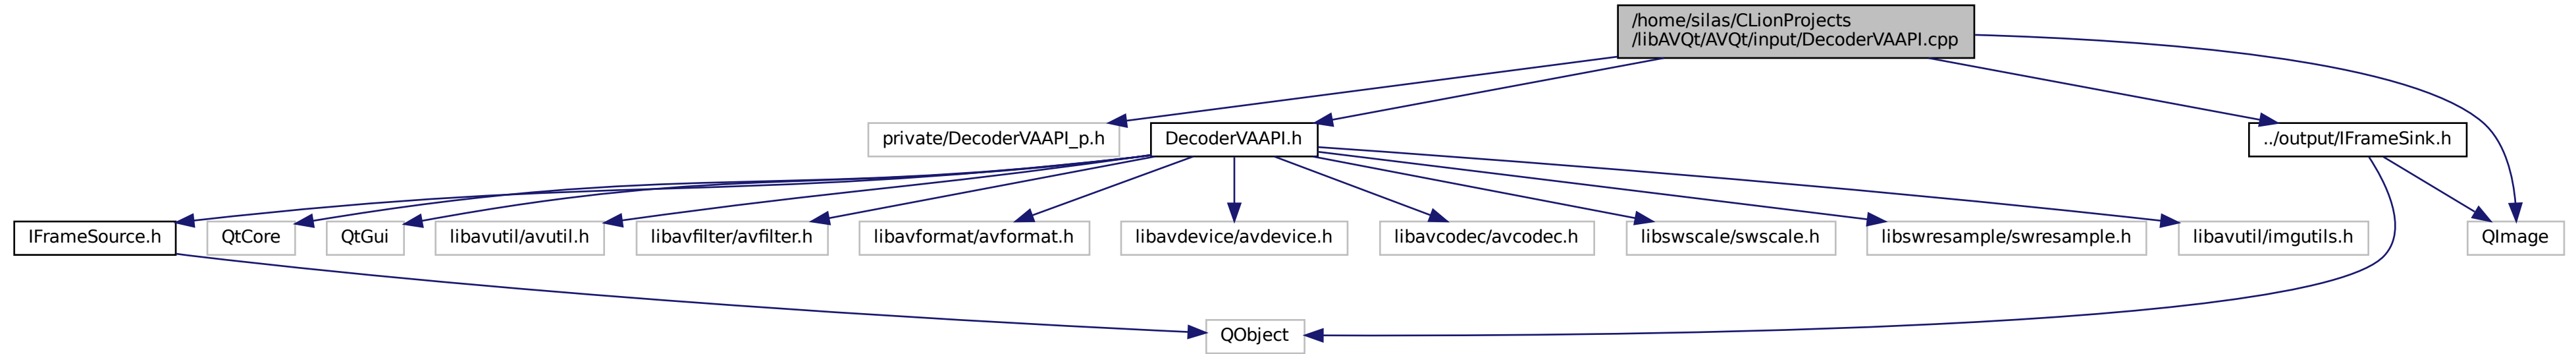 /home/silas/CLionProjects
/libAVQt/AVQt/input/DecoderVAAPI.cpp
private/DecoderVAAPI_p.h
DecoderVAAPI.h
../output/IFrameSink.h
IFrameSource.h
QtCore
QtGui
libavutil/avutil.h
libavfilter/avfilter.h
libavformat/avformat.h
libavdevice/avdevice.h
libavcodec/avcodec.h
libswscale/swscale.h
libswresample/swresample.h
libavutil/imgutils.h
QImage
QObject